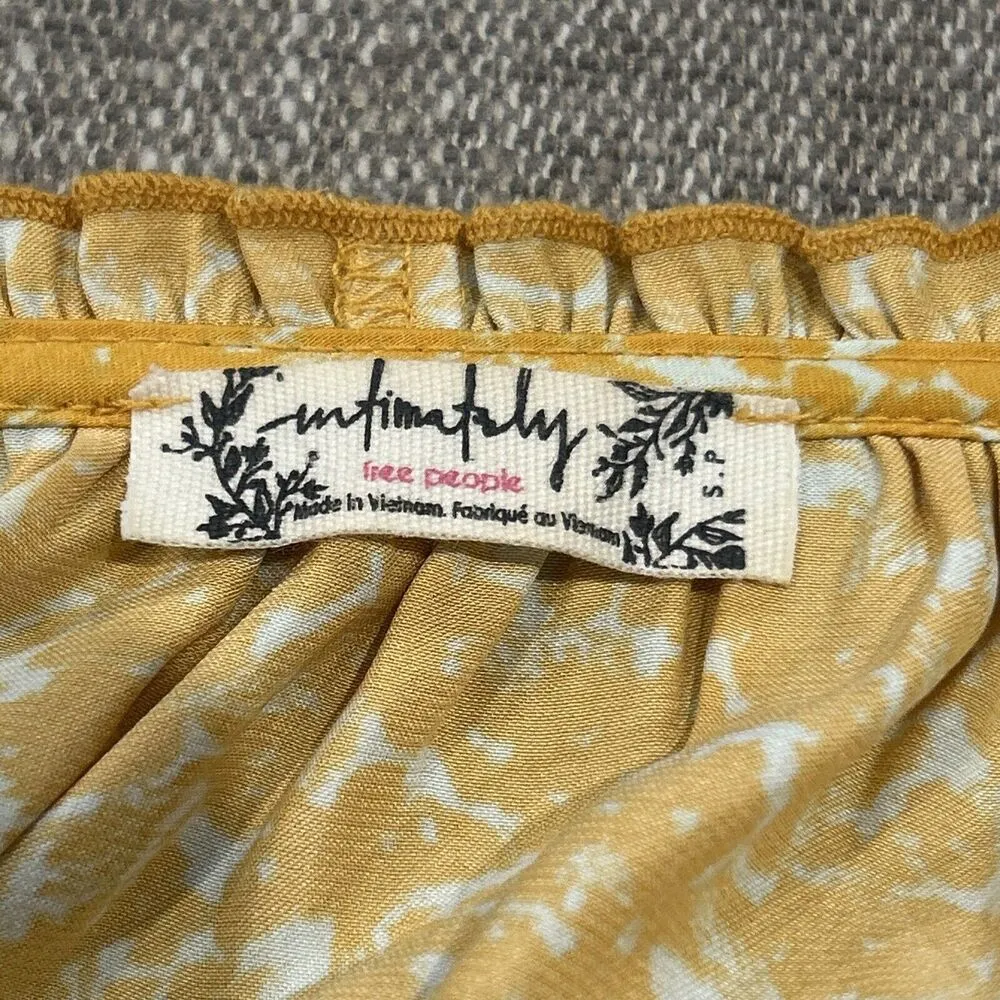 intimately
free people
Made in Vietnam. Fabriqué au Vietnam
S.P